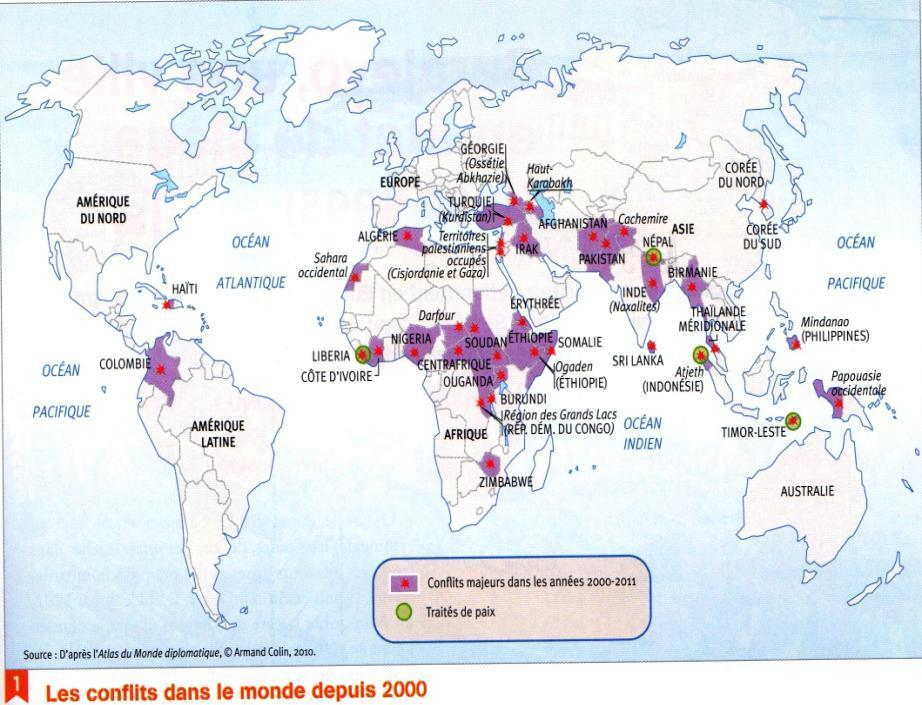 GÉORGIE
(Ossétie
Abkhazie)
Haut-
Karabakh
EUROPE
TURQUIE
(Kurdistan)
AFGHANISTAN
Cachemire
ASIE
CORÉE
DU NORD
CORÉE
DU SUD
AMÉRIQUE
DU NORD
OCÉAN
ATLANTIQUE
ALGÉRIE
Territoires
palestiniens
occupés
(Cisjordanie et Gaza)
IRAK
PAKISTAN
NÉPAL
BIRMANIE
OCÉAN
PACIFIQUE
Sahara
occidental
HAÏTI
INDE
(Naxalites)
THAÏLANDE
MÉRIDIONALE
Mindanao
(PHILIPPINES)
Darfour
ÉRYTHRÉE
LIBERIA
NIGERIA
SOUDAN
ÉTHIOPIE
SOMALIE
CÔTE D'IVOIRE
CENTRAFRIQUE
Ogaden
(ÉTHIOPIE)
SRI LANKA
Atjeth
(INDONÉSIE)
Papouasie
occidentale
COLOMBIE
OCÉAN
PACIFIQUE
OUGANDA
BURUNDI
Région des Grands Lacs
(RÉP. DÉM. DU CONGO)
OCÉAN
INDIEN
TIMOR-LESTE
AMÉRIQUE
LATINE
AFRIQUE
ZIMBABWE
AUSTRALIE
Conflits majeurs dans les années 2000-2011
Traités de paix
Source : D'après l'Atlas du Monde diplomatique, © Armand Colin, 2010.
1
Les conflits dans le monde depuis 2000